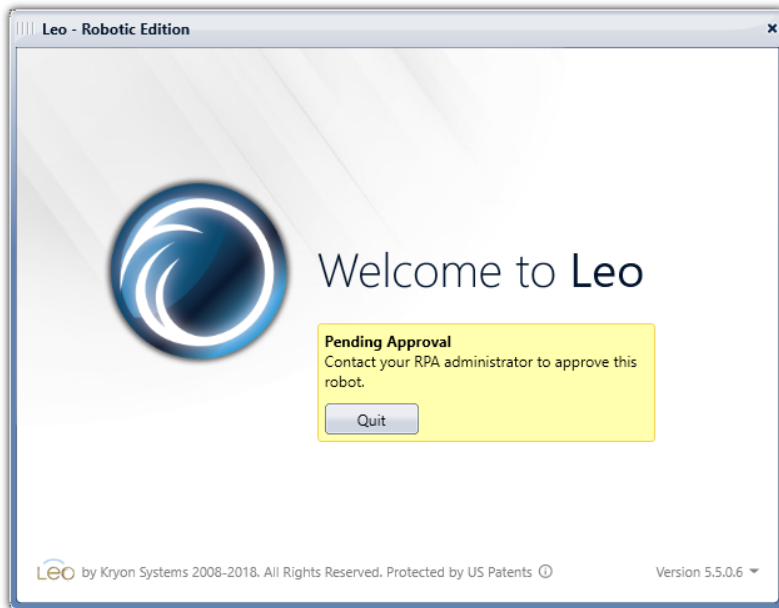 Leo - Robotic Edition
Welcome to Leo
Pending Approval
Contact your RPA administrator to approve this
robot.
Quit
Leo by Kryon Systems 2008-2018. All Rights Reserved. Protected by US Patents
Version 5.5.0.6